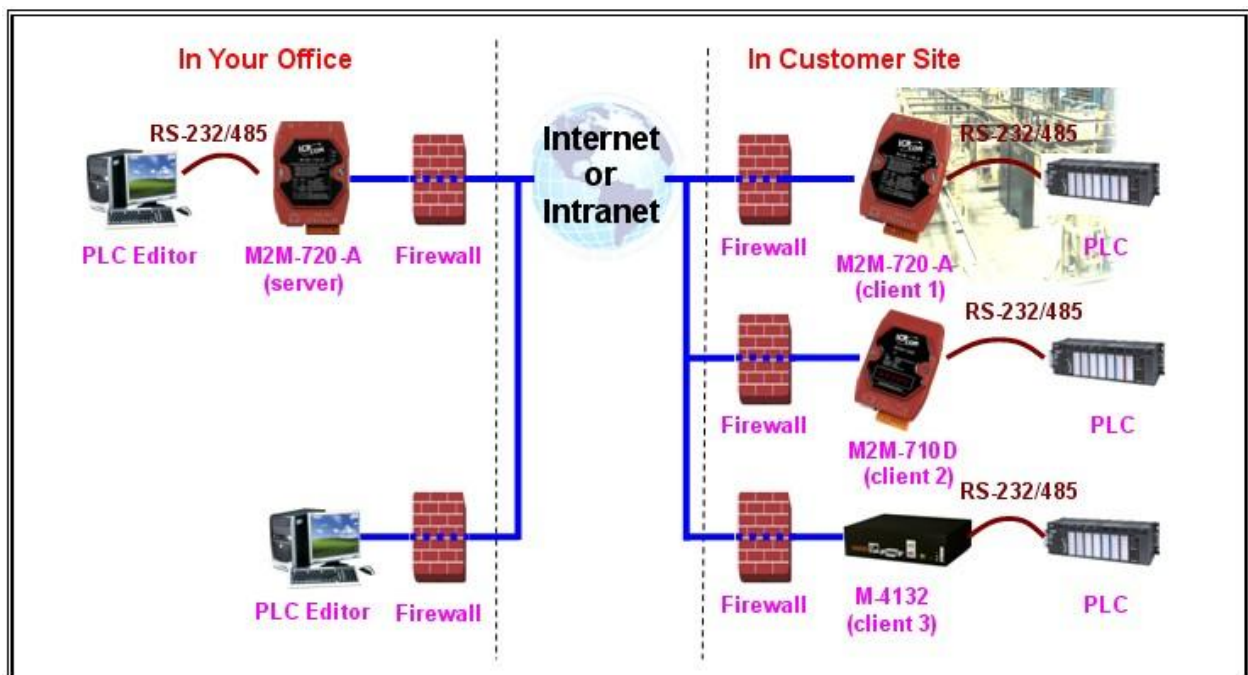 In Your Office
In Customer Site
RS-232/485
PLC Editor
M2M-720-A
(server)
Firewall
Internet
or
Intranet
Firewall
M2M-720-A
(client 1)
RS-232/485
PLC
Firewall
M2M-710D
(client 2)
RS-232/485
PLC
PLC Editor
Firewall
Firewall
M-4132
(client 3)
RS-232/485
PLC